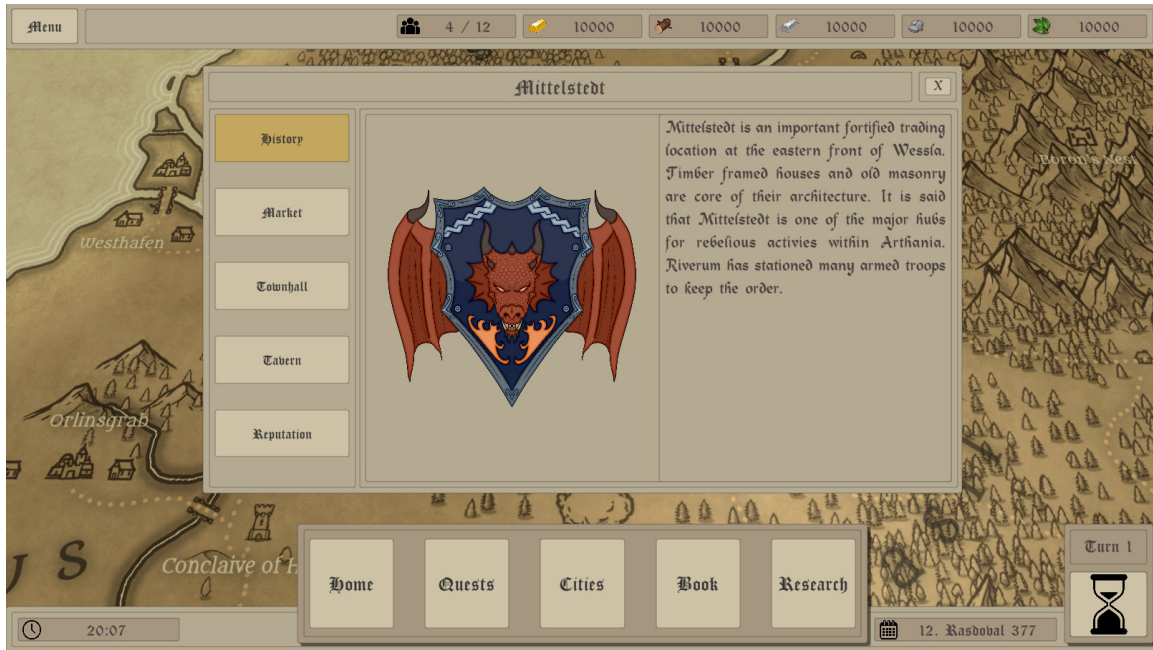 Menu
4 / 12
10000
10000
10000
10000
10000
Mittelstedt
X
History
Market
Townhall
Tavern
Reputation
Mittelstedt is an important fortified trading
location at the eastern front of Wessla.
Timber framed houses and old masonry
are core of their architecture. It is said
that Mittelstedt is one of the major hubs
for rebelious activies within Arthania.
Riverum has stationed many armed troops
to keep the order.
Westhafen
Boron's Nest
Orlinsgrab
U S
Conclaive of H
Home
Quests
Cities
Book
Research
Turn 1
20:07
12. Rasdoval 377